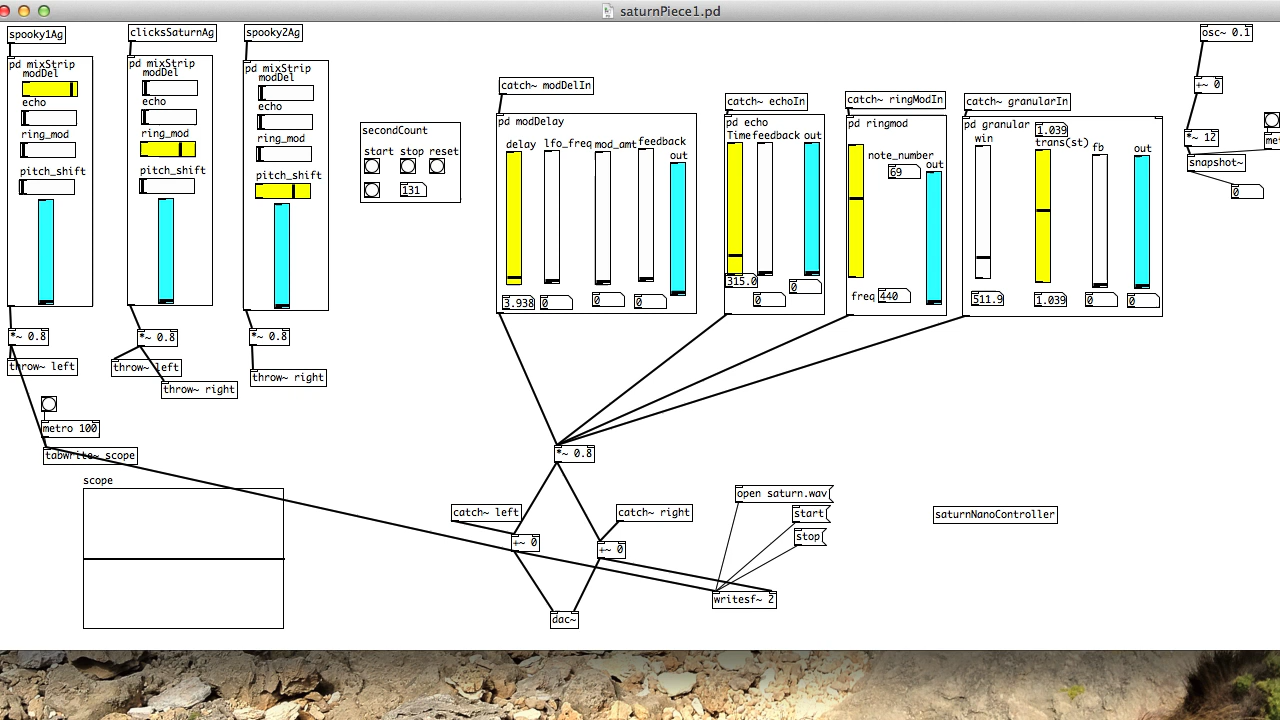 saturnPiece1.pd
spooky1Ag
clicksSaturnAg
spooky2Ag
osc~ 0.1
pd mixStrip
modDel
echo
ring_mod
pitch_shift
*~ 0.8
throw~ left
pd mixStrip
modDel
echo
ring_mod
pitch_shift
*~ 0.8
throw~ left
throw~ right
pd mixStrip
modDel
echo
ring_mod
pitch_shift
*~ 0.8
throw~ right
metro 100
tabwrite~ scope
scope
secondCount
start stop reset
131
catch~ modDelIn
pd modDelay
delay lfo_freq mod_amt feedback
out
3.938 0 0 0
catch~ echoIn
pd echo
Time feedback out
315.0
0
0
catch~ ringModIn
pd ringmod
note_number
69
out
freq 440
catch~ granularIn
pd granular 1.039
win trans(st) fb out
511.9 1.039 0 0
+~ 0
*~ 12
snapshot~
0
*~ 0.8
catch~ left
catch~ right
+~ 0
+~ 0
dac~
open saturn.wav
start
stop
writesf~ 2
saturnNanoController